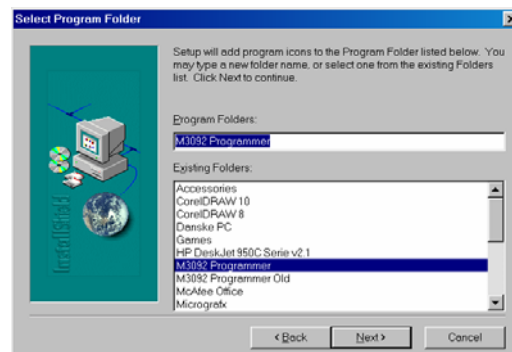 Select Program Folder
Setup will add program icons to the Program Folder listed below. You
may type a new folder name, or select one from the existing Folders
list. Click Next to continue.
Program Folders:
M3092 Programmer
Existing Folders:
Accessories
CorelDRAW 10
CorelDRAW 8
Danske PC
Games
HP DeskJet 950C Serie v2.1
M3092 Programmer
M3092 Programmer Old
McAfee Office
Micrografx
InstallShield
< Back Next > Cancel